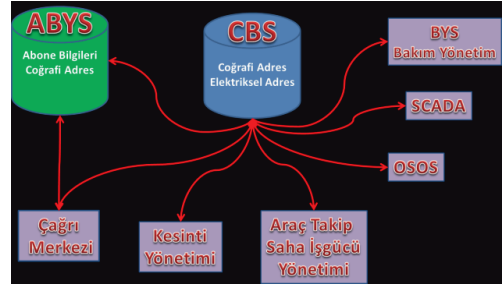 ABYS
Abone Bilgileri
Coğrafi Adres
CBS
Coğrafi Adres
Elektriksel Adres
BYS
Bakım Yönetim
SCADA
OSOS
Çağrı
Merkezi
Kesinti
Yönetimi
Araç Takip
Saha İşgücü
Yönetimi